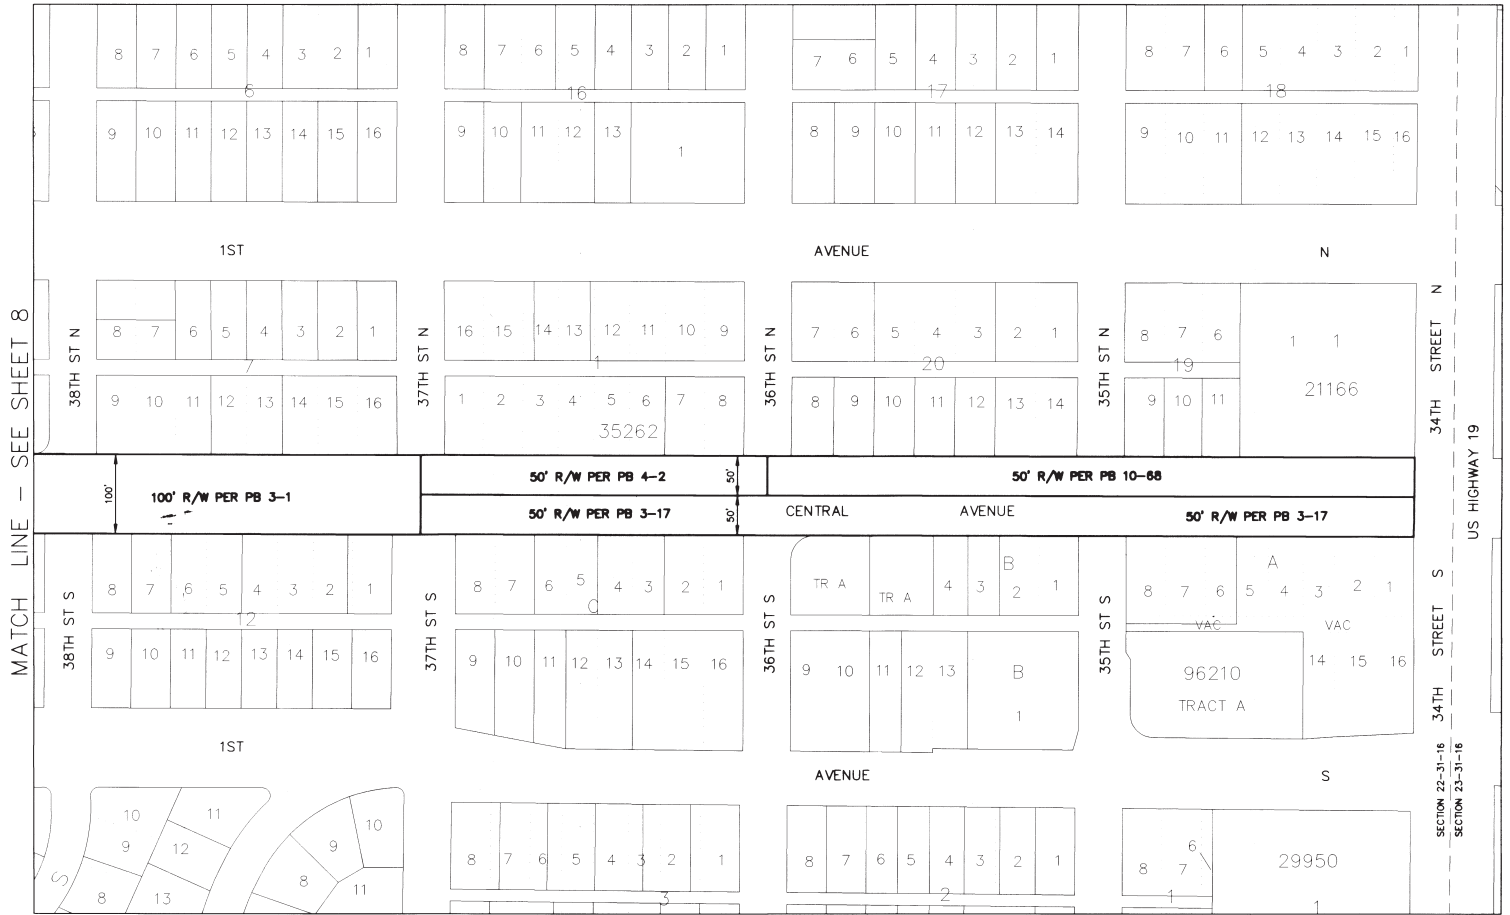 8 7 6 5 4 3 2 1
8 7 6 5 4 3 2 1
7 6 5 4 3 2 1
8 7 6 5 4 3 2 1
6
16
17
18
9 10 11 12 13 14 15 16
9 10 11 12 13 1
8 9 10 11 12 13 14
9 10 11 12 13 14 15 16
1ST AVENUE N
MATCH LINE - SEE SHEET 8
38TH ST N
37TH ST N
36TH ST N
35TH ST N
34TH STREET N
US HIGHWAY 19
8 7 6 5 4 3 2 1
16 15 14 13 12 11 10 9
7 6 5 4 3 2 1
8 7 6 1 1
7
1
20
19
21166
9 10 11 12 13 14 15 16
1 2 3 4 5 6 7 8
35262
8 9 10 11 12 13 14
9 10 11
100'
100' R/W PER PB 3-1
50' R/W PER PB 4-2
50'
50' R/W PER PB 10-68
50' R/W PER PB 3-17
50'
CENTRAL AVENUE
50' R/W PER PB 3-17
38TH ST S
37TH ST S
36TH ST S
35TH ST S
34TH STREET S
8 7 6 5 4 3 2 1
8 7 6 5 4 3 2 1
TR A TR A 4 3 2 1
B
A
8 7 6 5 4 3 2 1
12
C
VAC VAC
9 10 11 12 13 14 15 16
9 10 11 12 13 14 15 16
9 10 11 12 13 B
1
96210
TRACT A
14 15 16
1ST AVENUE S
SECTION 22-31-16
SECTION 23-31-16
10 11
9 12
8 13
S
10
9
8 11
8 7 6 5 4 3 2 1
3
8 7 6 5 4 3 2 1
2
6
8 7
1
29950
1